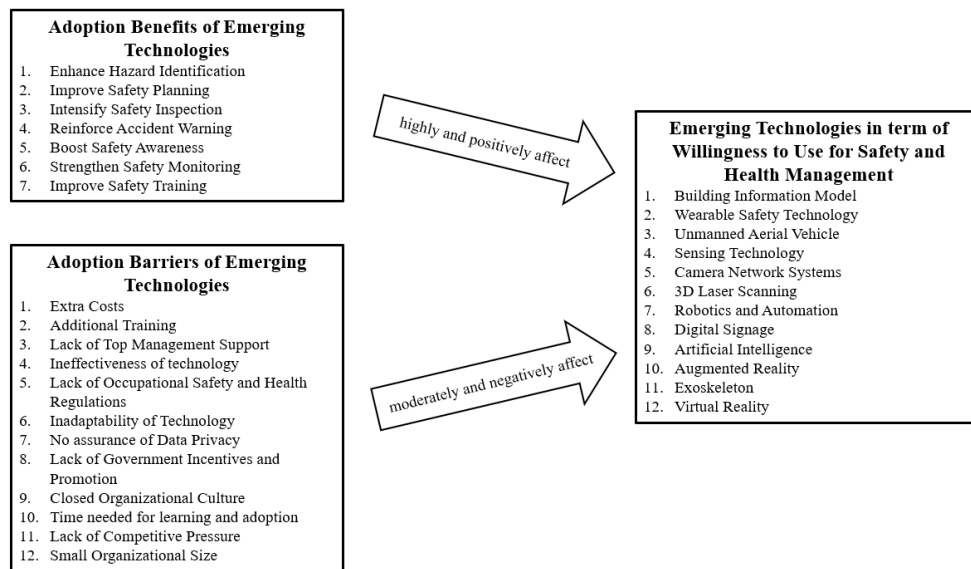 Adoption Benefits of Emerging
Technologies
1. Enhance Hazard Identification
2. Improve Safety Planning
3. Intensify Safety Inspection
4. Reinforce Accident Warning
5. Boost Safety Awareness
6. Strengthen Safety Monitoring
7. Improve Safety Training
highly and positively affect
Adoption Barriers of Emerging
Technologies
1. Extra Costs
2. Additional Training
3. Lack of Top Management Support
4. Ineffectiveness of technology
5. Lack of Occupational Safety and Health
Regulations
6. Inadaptability of Technology
7. No assurance of Data Privacy
8. Lack of Government Incentives and
Promotion
9. Closed Organizational Culture
10. Time needed for learning and adoption
11. Lack of Competitive Pressure
12. Small Organizational Size
moderately and negatively affect
Emerging Technologies in term of
Willingness to Use for Safety and
Health Management
1. Building Information Model
2. Wearable Safety Technology
3. Unmanned Aerial Vehicle
4. Sensing Technology
5. Camera Network Systems
6. 3D Laser Scanning
7. Robotics and Automation
8. Digital Signage
9. Artificial Intelligence
10. Augmented Reality
11. Exoskeleton
12. Virtual Reality